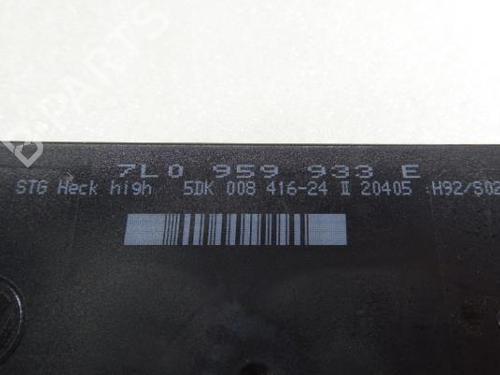 7L0 959 933 E
STG Heck high 5DK 008 416-24 II 20405 H92/S02